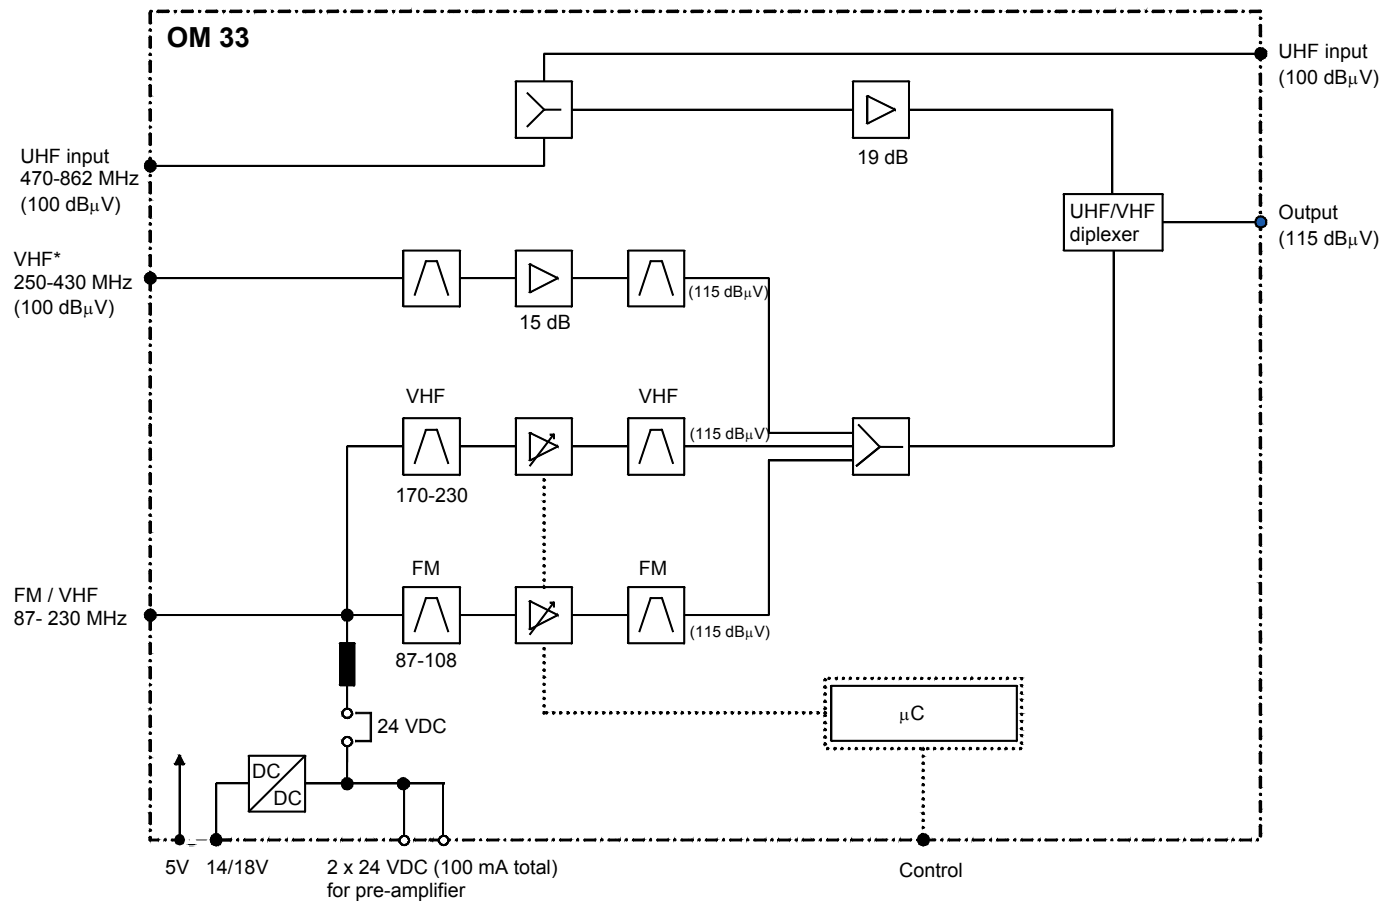 OM 33
UHF input
(100 dBμV)
19 dB
UHF input
470-862 MHz
(100 dBμV)
UHF/VHF
diplexer
Output
(115 dBμV)
VHF*
250-430 MHz
(100 dBμV)
(115 dBμV)
15 dB
VHF
VHF
(115 dBμV)
170-230
FM
FM
FM / VHF
87- 230 MHz
(115 dBμV)
87-108
μC
24 VDC
DC
DC
5V
14/18V
2 x 24 VDC (100 mA total)
for pre-amplifier
Control